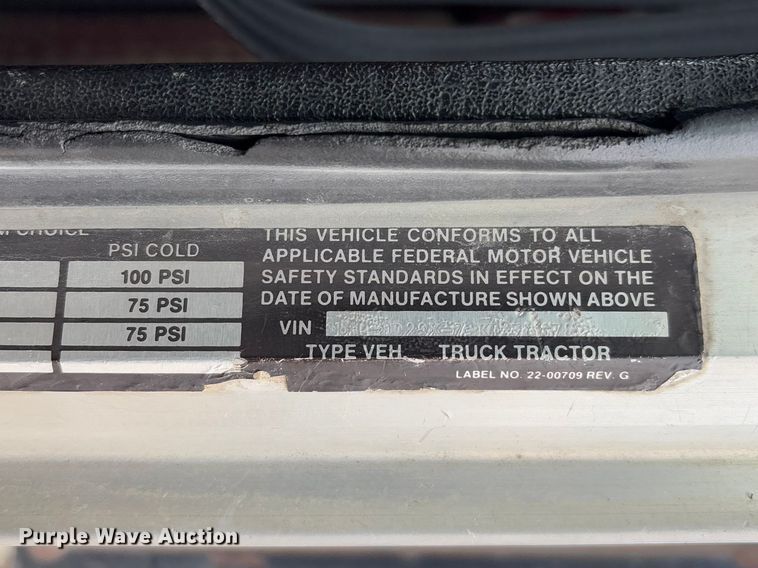 PSI COLD
100 PSI
75 PSI
75 PSI
THIS VEHICLE CONFORMS TO ALL
APPLICABLE FEDERAL MOTOR VEHICLE
SAFETY STANDARDS IN EFFECT ON THE
DATE OF MANUFACTURE SHOWN ABOVE
VIN
TYPE VEH. TRUCK TRACTOR
LABEL NO. 22-00709 REV. G
Purple Wave Auction